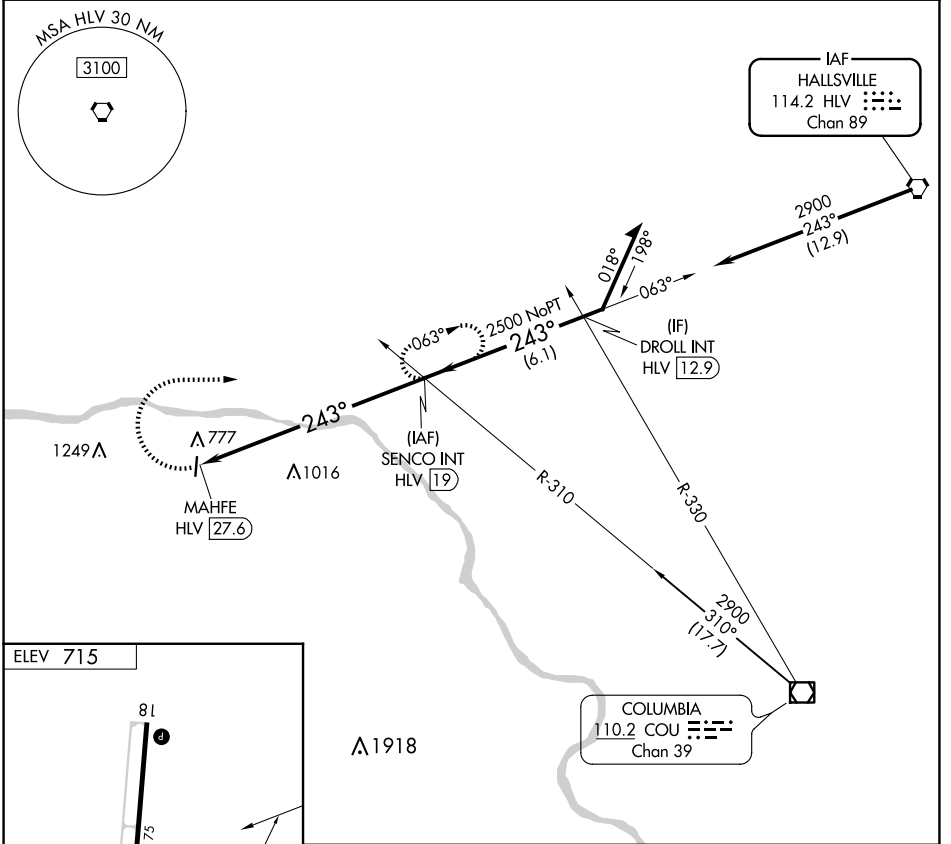 MSA HLV 30 NM
3100
IAF
HALLSVILLE
114.2 HLV
Chan 89
2900
243°
(12.9)
018°
198°
063°
2500 NoPT
243°
(6.1)
063°
(IF)
DROLL INT
HLV 12.9
243°
(IAF)
SENCO INT
HLV 19
1249
777
1016
MAHFE
HLV 27.6
R-310
R-330
2900
310°
(17.7)
COLUMBIA
110.2 COU
Chan 39
1918
ELEV 715
18
P
75